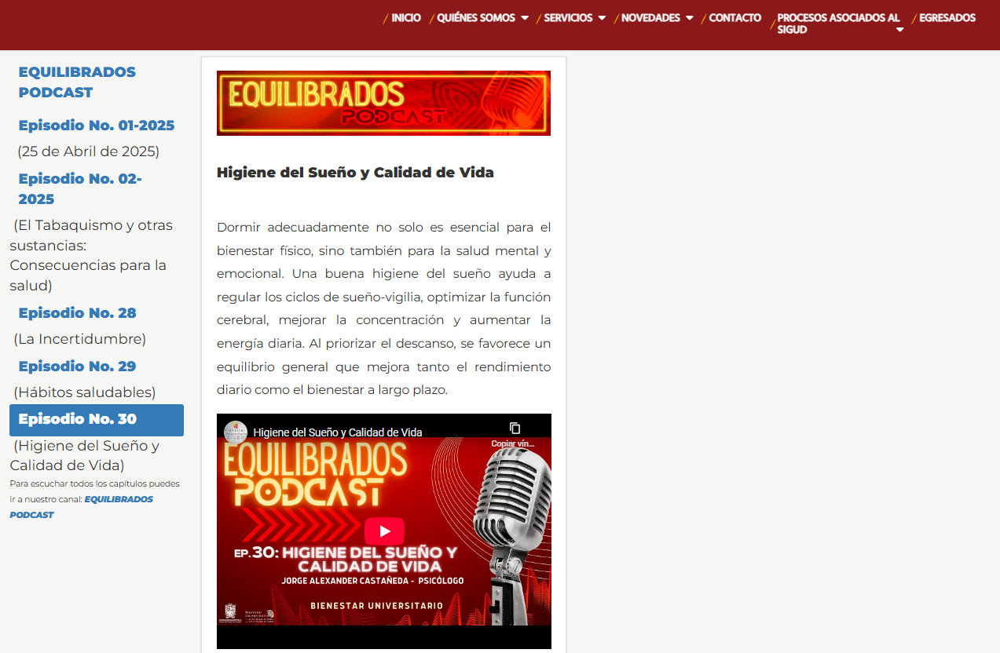 INICIO
QUIÉNES SOMOS
SERVICIOS
NOVEDADES
CONTACTO
PROCESOS ASOCIADOS AL
SIGUD
EGRESADOS
EQUILIBRADOS
PODCAST
Episodio No. 01-2025
(25 de Abril de 2025)
Episodio No. 02-
2025
(El Tabaquismo y otras
sustancias:
Consecuencias para la
salud)
Episodio No. 28
(La Incertidumbre)
Episodio No. 29
(Hábitos saludables)
Episodio No. 30
(Higiene del Sueño y
Calidad de Vida)
Para escuchar todos los capítulos puedes
ir a nuestro canal: EQUILIBRADOS
PODCAST
EQUILIBRADOS
PODCAST
Higiene del Sueño y Calidad de Vida
Dormir adecuadamente no solo es esencial para el
bienestar físico, sino también para la salud mental y
emocional. Una buena higiene del sueño ayuda a
regular los ciclos de sueño-vigilia, optimizar la función
cerebral, mejorar la concentración y aumentar la
energía diaria. Al priorizar el descanso, se favorece un
equilibrio general que mejora tanto el rendimiento
diario como el bienestar a largo plazo.
Higiene del Sueño y Calidad de Vida
Copiar vín...
EQUILIBRADOS
PODCAST
EP.30: HIGIENE DEL SUEÑO Y
CALIDAD DE VIDA
JORGE ALEXANDER CASTAÑEDA - PSICÓLOGO
BIENESTAR UNIVERSITARIO